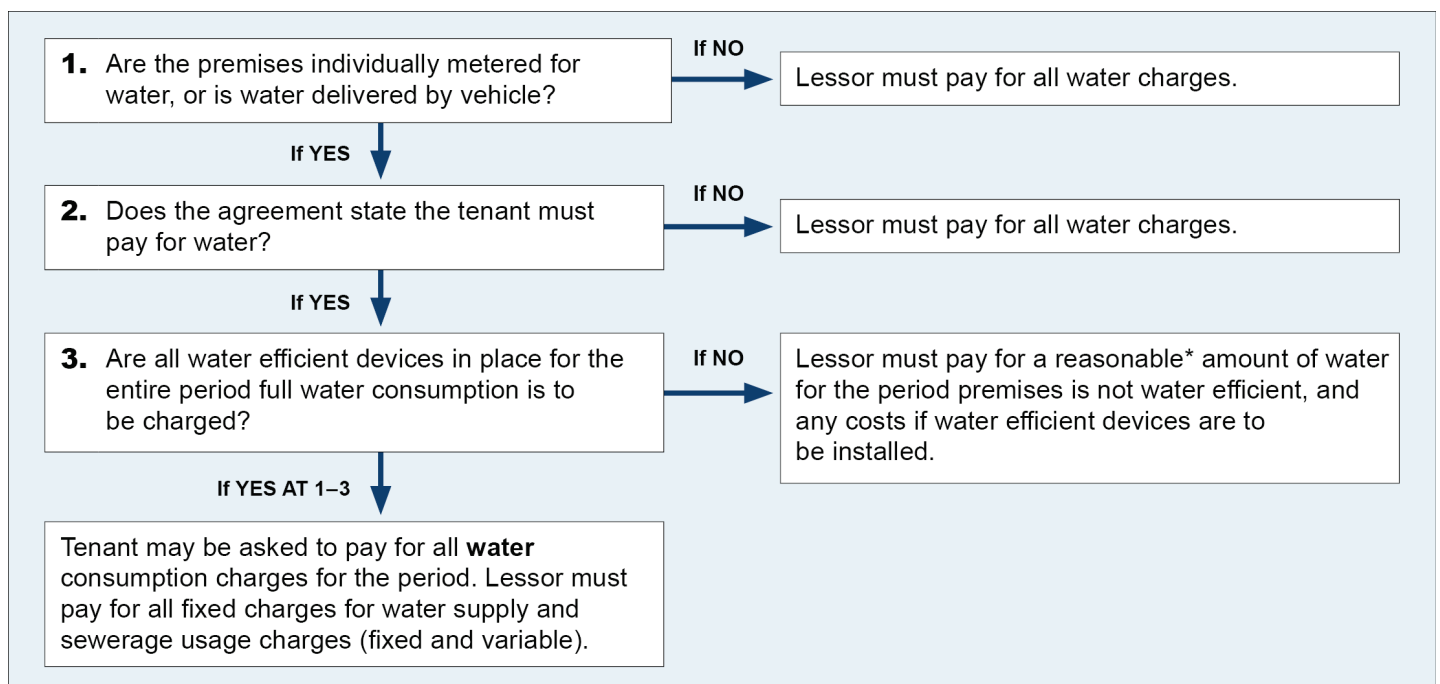 1. Are the premises individually metered for
water, or is water delivered by vehicle?
If NO
Lessor must pay for all water charges.
If YES
2. Does the agreement state the tenant must
pay for water?
If NO
Lessor must pay for all water charges.
If YES
3. Are all water efficient devices in place for the
entire period full water consumption is to
be charged?
If NO
Lessor must pay for a reasonable* amount of water
for the period premises is not water efficient, and
any costs if water efficient devices are to
be installed.
If YES AT 1–3
Tenant may be asked to pay for all water
consumption charges for the period. Lessor must
pay for all fixed charges for water supply and
sewerage usage charges (fixed and variable).